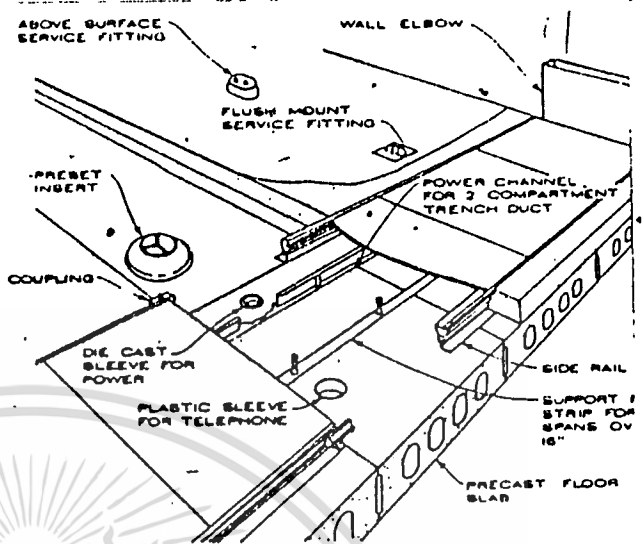 ABOVE SURFACE
SERVICE FITTING
WALL ELBOW
FLUSH MOUNT
SERVICE FITTING
PRESET
INSERT
POWER CHANNEL
FOR 2 COMPARTMENT
TRENCH DUCT
COUPLING
DIE CAST
SLEEVE FOR
POWER
SIDE RAIL
PLASTIC SLEEVE
FOR TELEPHONE
SUPPORT
STRIP FOR
SPANS OV
16"
PRECAST FLOOR
SLAB